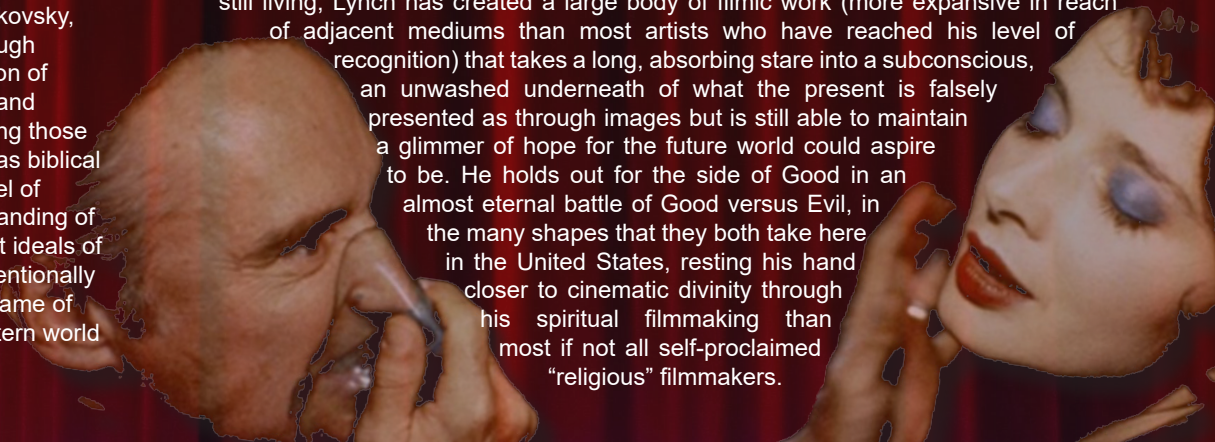 kovsky,
ugh
on of
and
ng those
as biblical
el of
anding of
t ideals of
entionally
ame of
tern world
still living, Lynch has created a large body of filmic work (more expansive in reach
of adjacent mediums than most artists who have reached his level of
recognition) that takes a long, absorbing stare into a subconscious,
an unwashed underneath of what the present is falsely
presented as through images but is still able to maintain
a glimmer of hope for the future world could aspire
to be. He holds out for the side of Good in an
almost eternal battle of Good versus Evil, in
the many shapes that they both take here
in the United States, resting his hand
closer to cinematic divinity through
his spiritual filmmaking than
most if not all self-proclaimed
“religious” filmmakers.